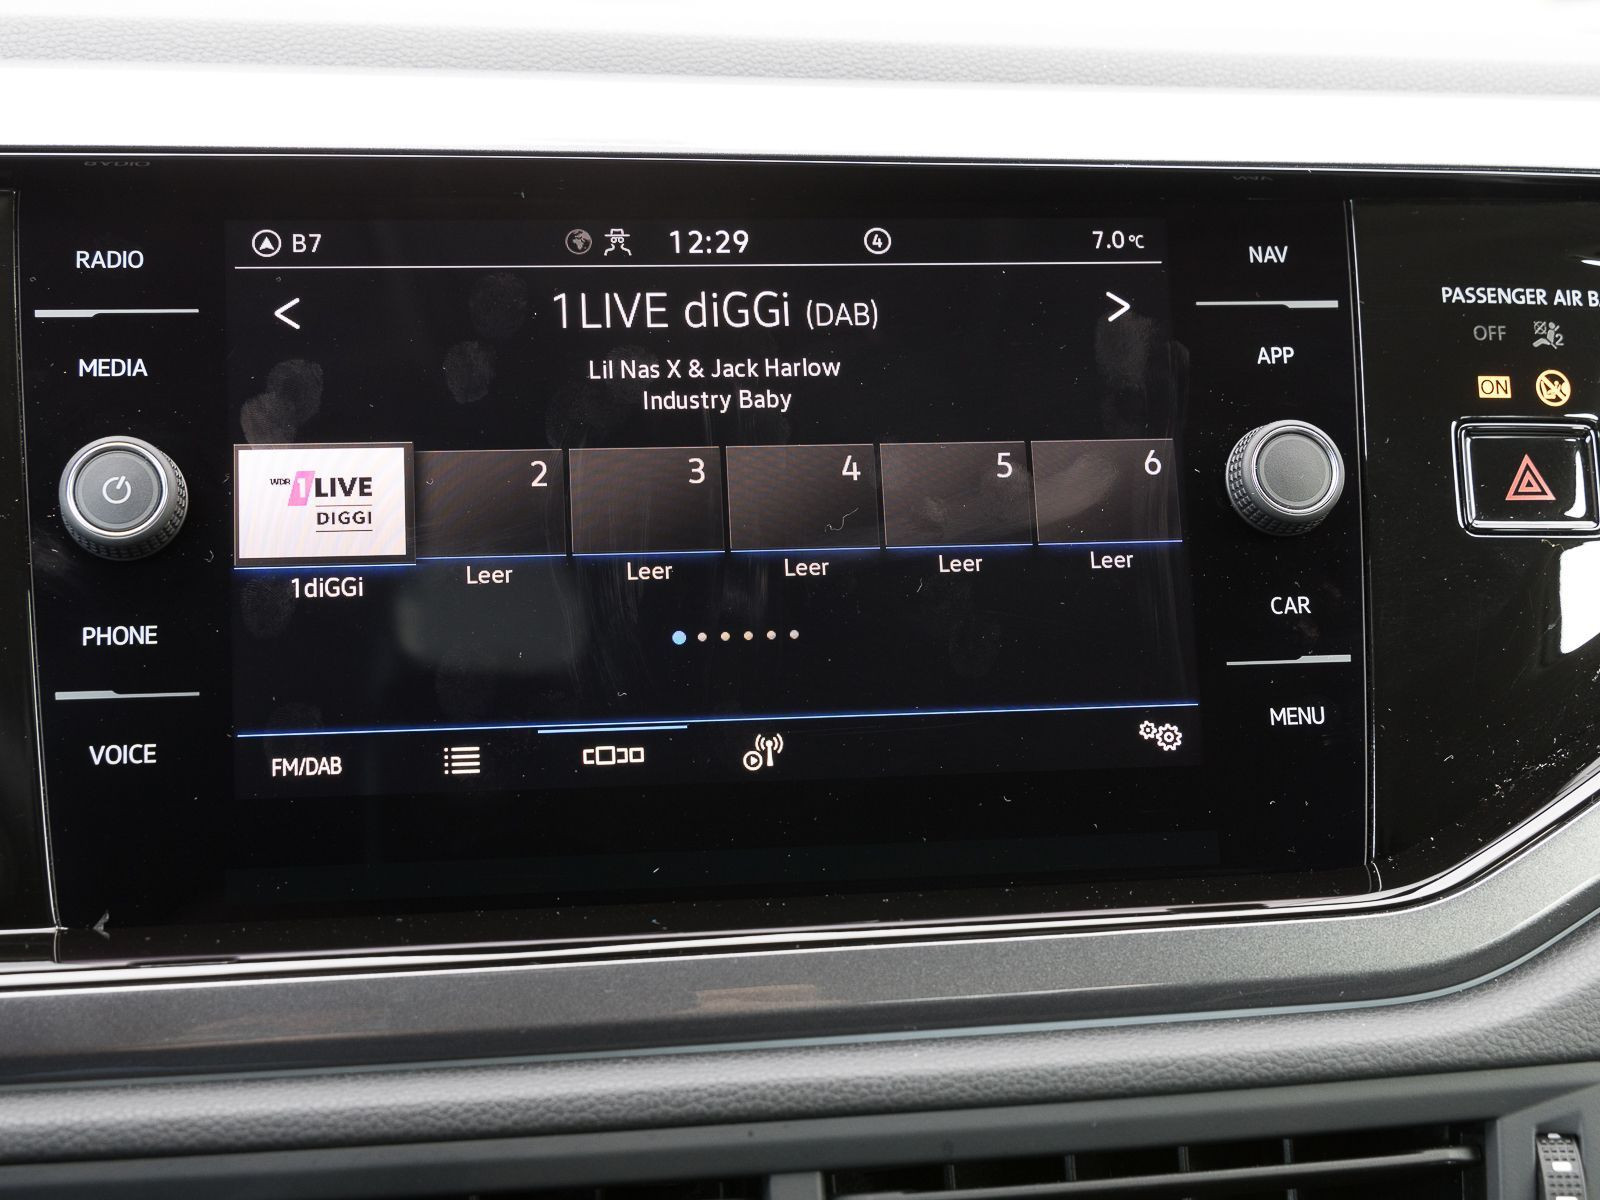 RADIO
MEDIA
PHONE
VOICE
B7
12:29
4
7.0°C
<
1LIVE diGGi (DAB)
>
Lil Nas X & Jack Harlow
Industry Baby
WDR 1LIVE
DIGGI
2
3
4
5
6
1diGGi
Leer
Leer
Leer
Leer
Leer
FM/DAB
NAV
APP
CAR
MENU
PASSENGER AIR B
OFF
2
ON